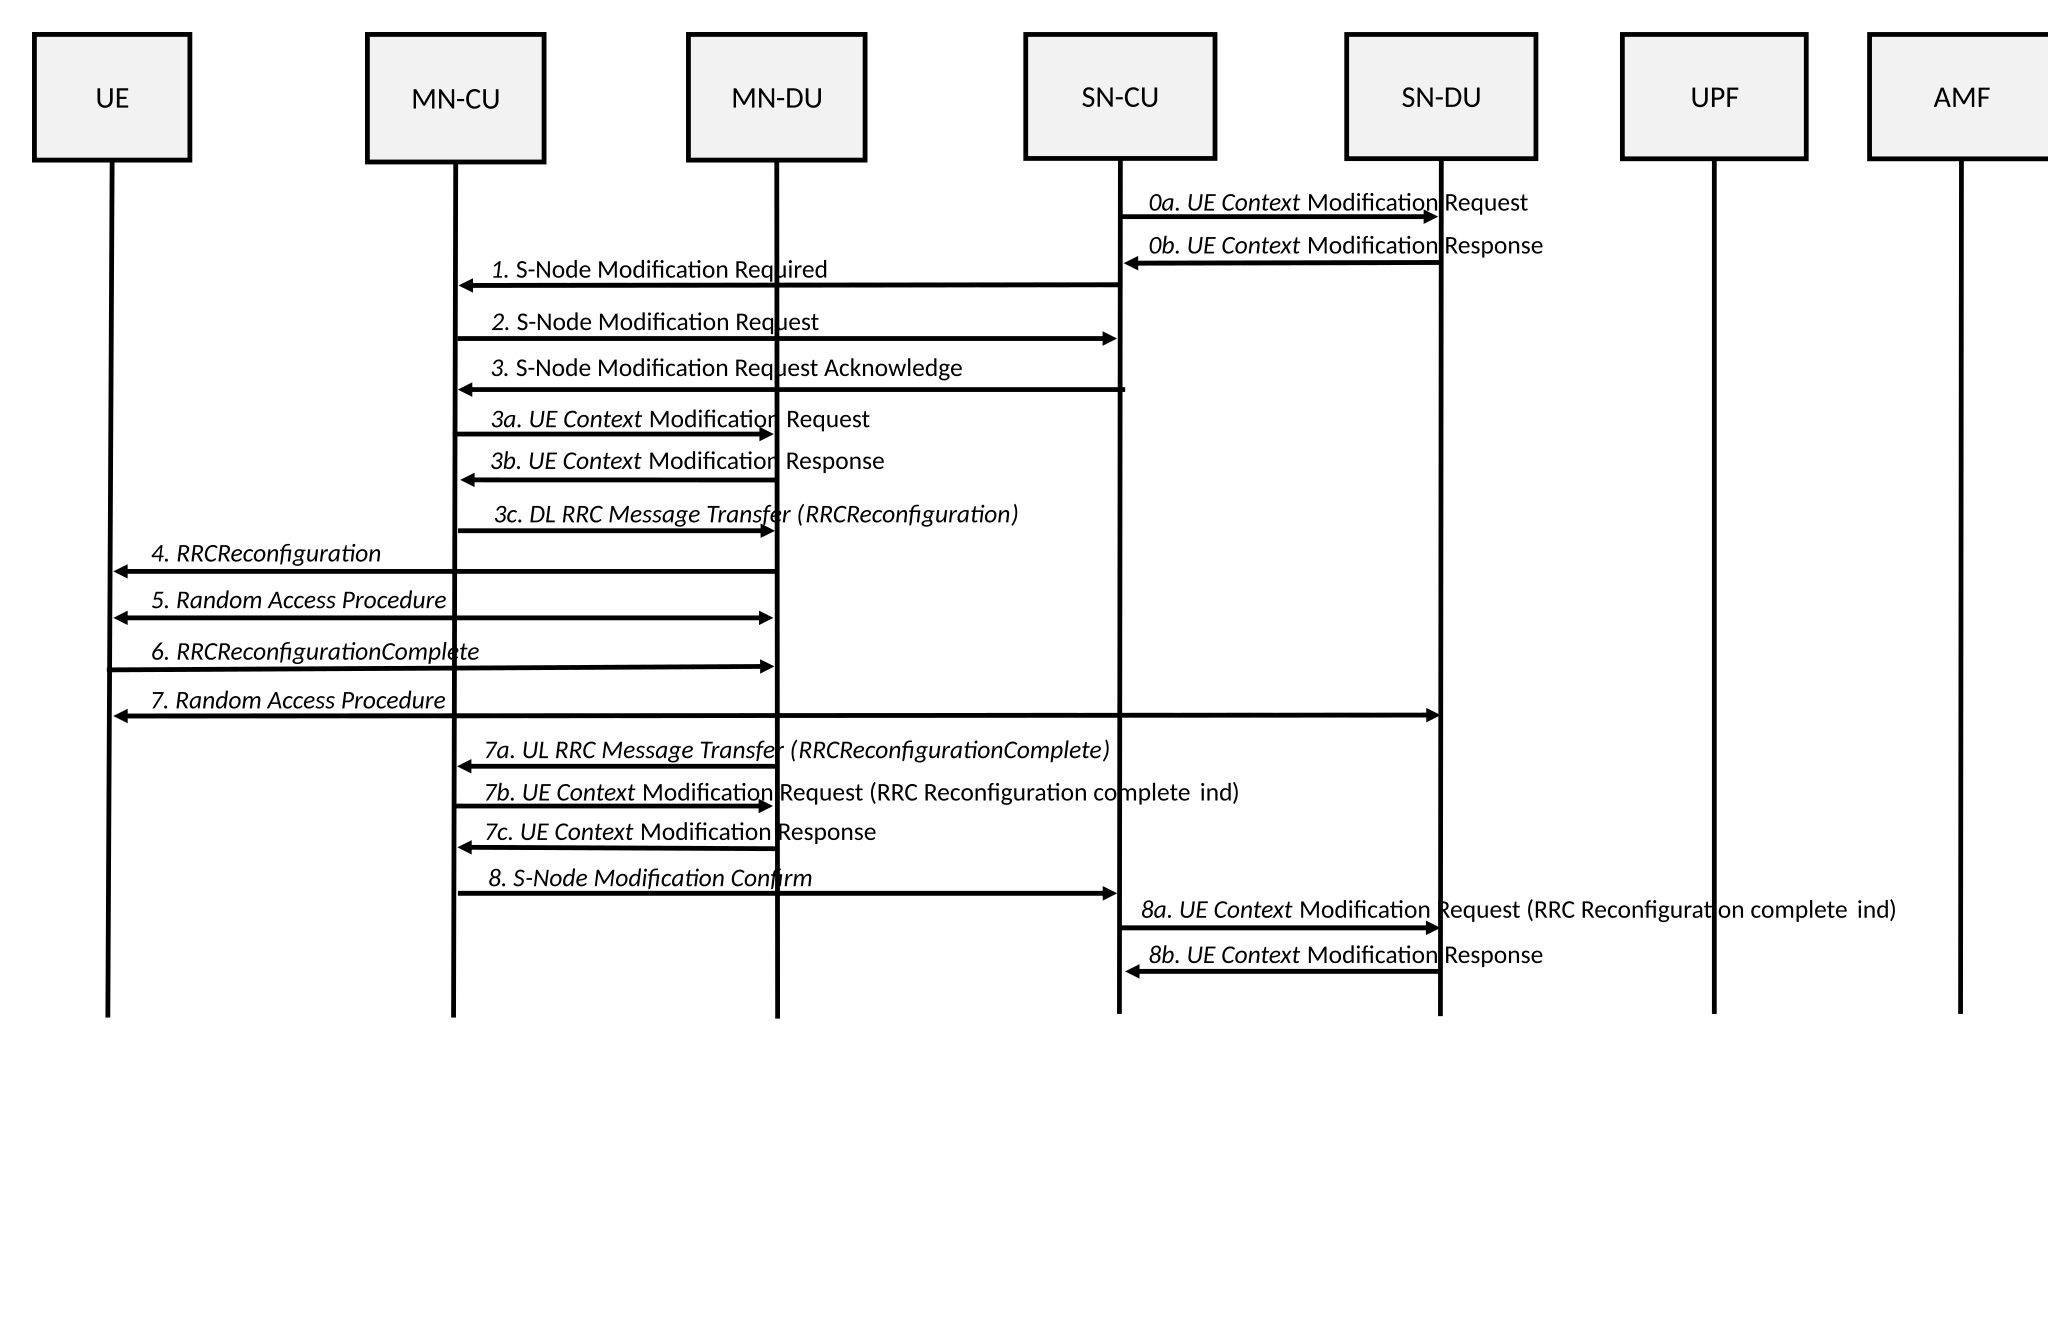 UE
MN-CU
MN-DU
SN-CU
SN-DU
UPF
AMF
0a. UE Context Modification Request
0b. UE Context Modification Response
1. S-Node Modification Required
2. S-Node Modification Request
3. S-Node Modification Request Acknowledge
3a. UE Context Modification Request
3b. UE Context Modification Response
3c. DL RRC Message Transfer (RRCReconfiguration)
4. RRCReconfiguration
5. Random Access Procedure
6. RRCReconfigurationComplete
7. Random Access Procedure
7a. UL RRC Message Transfer (RRCReconfigurationComplete)
7b. UE Context Modification Request (RRC Reconfiguration complete ind)
7c. UE Context Modification Response
8. S-Node Modification Confirm
8a. UE Context Modification Request (RRC Reconfiguration complete ind)
8b. UE Context Modification Response